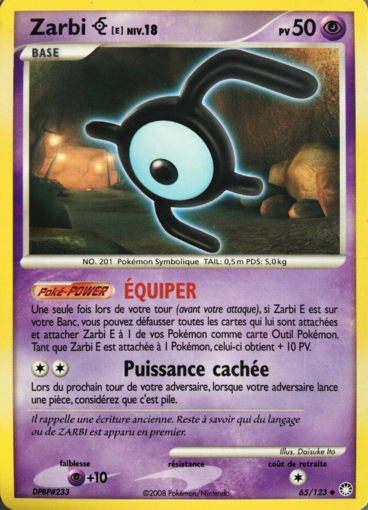 Zarbi [E] NIV.18 PV 50
BASE
NO. 201 Pokémon Symbolique TAIL: 0,5 m PDS: 5,0 kg
Poké-POWER ÉQUIPER
Une seule fois lors de votre tour (avant votre attaque), si Zarbi E est sur
votre Banc, vous pouvez défausser toutes les cartes qui lui sont attachées
et attacher Zarbi E à 1 de vos Pokémon comme carte Outil Pokémon.
Tant que Zarbi E est attachée à 1 Pokémon, celui-ci obtient + 10 PV.
Puissance cachée
Lors du prochain tour de votre adversaire, lorsque votre adversaire lance
une pièce, considérez que c'est pile.
Il rappelle une écriture ancienne. Reste à savoir qui du langage
ou de ZARBI est apparu en premier.
Illus. Daisuke Ito
faiblesse résistance coût de retraite
+10
DPBP#233 ©2008 Pokémon/Nintendo 65/123